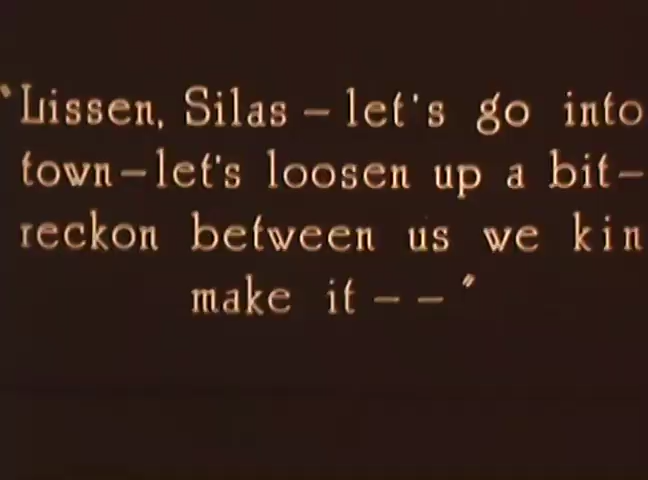 "Lissen, Silas – let's go into
town – let's loosen up a bit –
reckon between us we kin
make it – – "